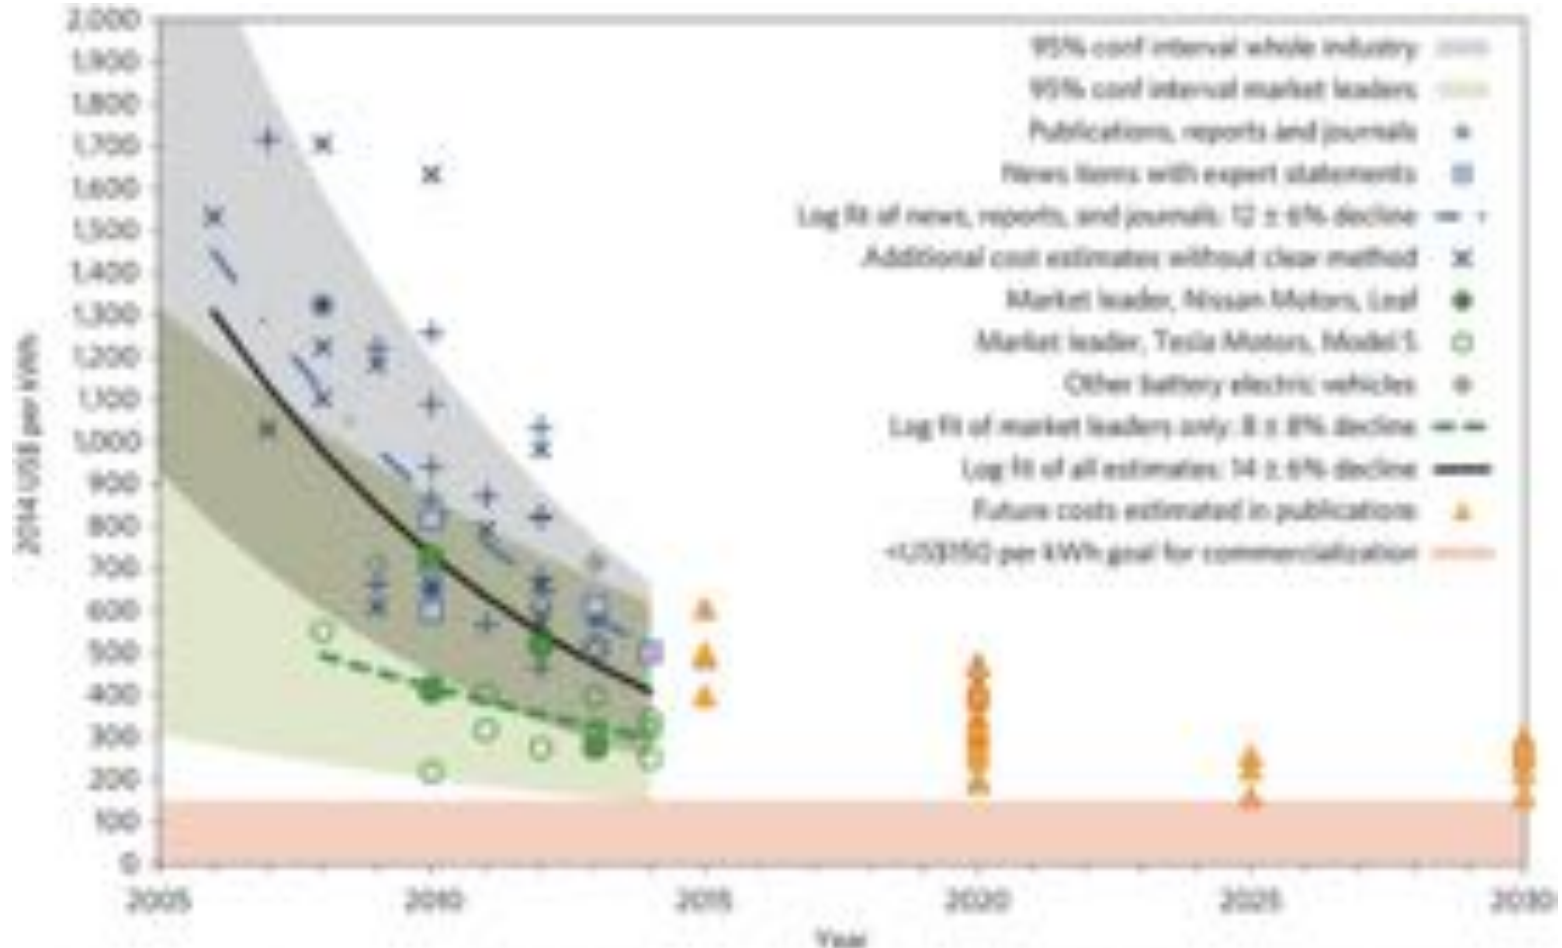 2014 US$ per kWh
2,000
1,900
1,800
1,700
1,600
1,500
1,400
1,300
1,200
1,100
1,000
900
800
700
600
500
400
300
200
100
0
95% conf interval whole industry
95% conf interval market leaders
Publications, reports and journals
News items with expert statements
Log fit of news, reports, and journals: 12 ± 6% decline
Additional cost estimates without clear method
Market leader, Nissan Motors, Leaf
Market leader, Tesla Motors, Model S
Other battery electric vehicles
Log fit of market leaders only: 8 ± 8% decline
Log fit of all estimates: 14 ± 6% decline
Future costs estimated in publications
<US$150 per kWh goal for commercialization
2005 2010 2015 2020 2025 2030
Year